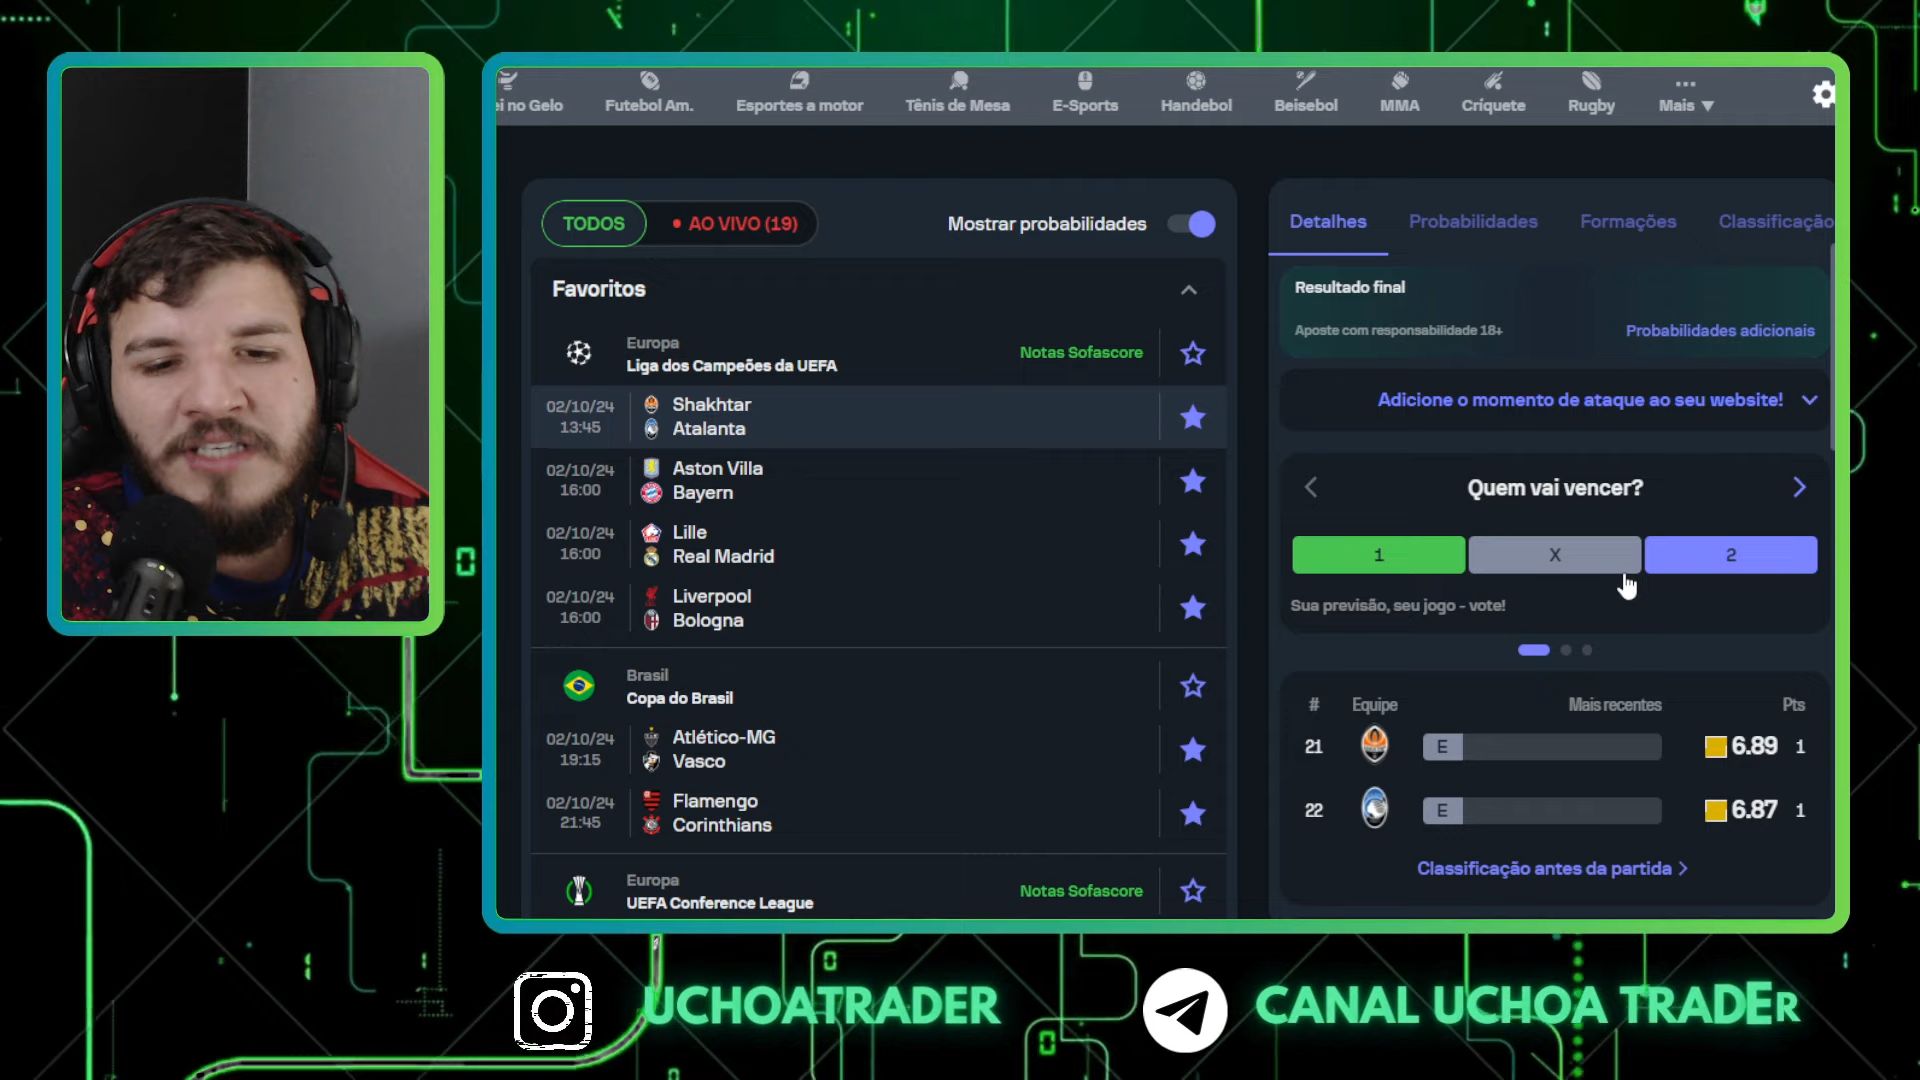 ei no Gelo
Futebol Am.
Esportes a motor
Tênis de Mesa
E-Sports
Handebol
Beisebol
MMA
Críquete
Rugby
Mais ▼
TODOS
• AO VIVO (19)
Mostrar probabilidades
Favoritos
Europa
Liga dos Campeões da UEFA
Notas Sofascore
02/10/24
13:45
Shakhtar
Atalanta
02/10/24
16:00
Aston Villa
Bayern
02/10/24
16:00
Lille
Real Madrid
02/10/24
16:00
Liverpool
Bologna
Brasil
Copa do Brasil
02/10/24
19:15
Atlético-MG
Vasco
02/10/24
21:45
Flamengo
Corinthians
Europa
UEFA Conference League
Notas Sofascore
Detalhes
Probabilidades
Formações
Classificação
Resultado final
Aposte com responsabilidade 18+
Probabilidades adicionais
Adicione o momento de ataque ao seu website!
Quem vai vencer?
1
X
2
Sua previsão, seu jogo - vote!
# Equipe Mais recentes Pts
21 E 6.89 1
22 E 6.87 1
Classificação antes da partida >
UCHOATRADER
CANAL UCHOA TRADER